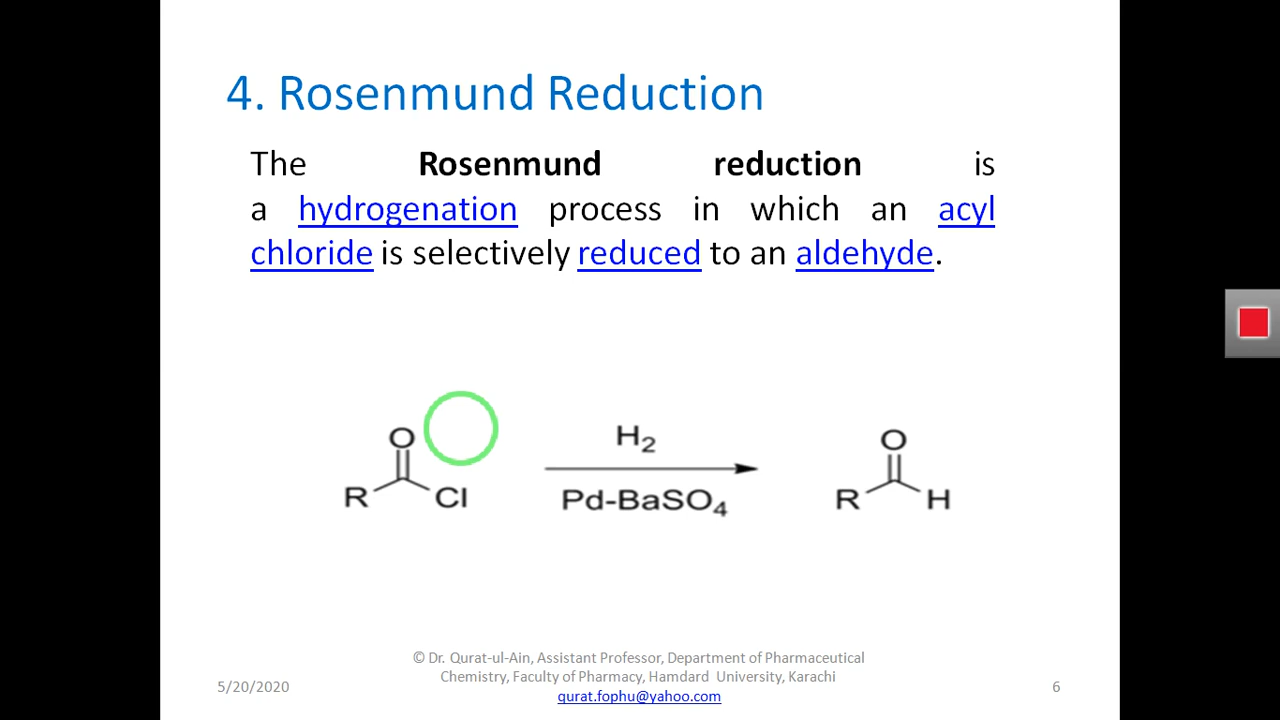 4. Rosenmund Reduction
The Rosenmund reduction is
a hydrogenation process in which an acyl
chloride is selectively reduced to an aldehyde.
O
R Cl
H2
Pd-BaSO4
O
R H
© Dr. Qurat-ul-Ain, Assistant Professor, Department of Pharmaceutical
Chemistry, Faculty of Pharmacy, Hamdard University, Karachi
qurat.fophu@yahoo.com
5/20/2020
6